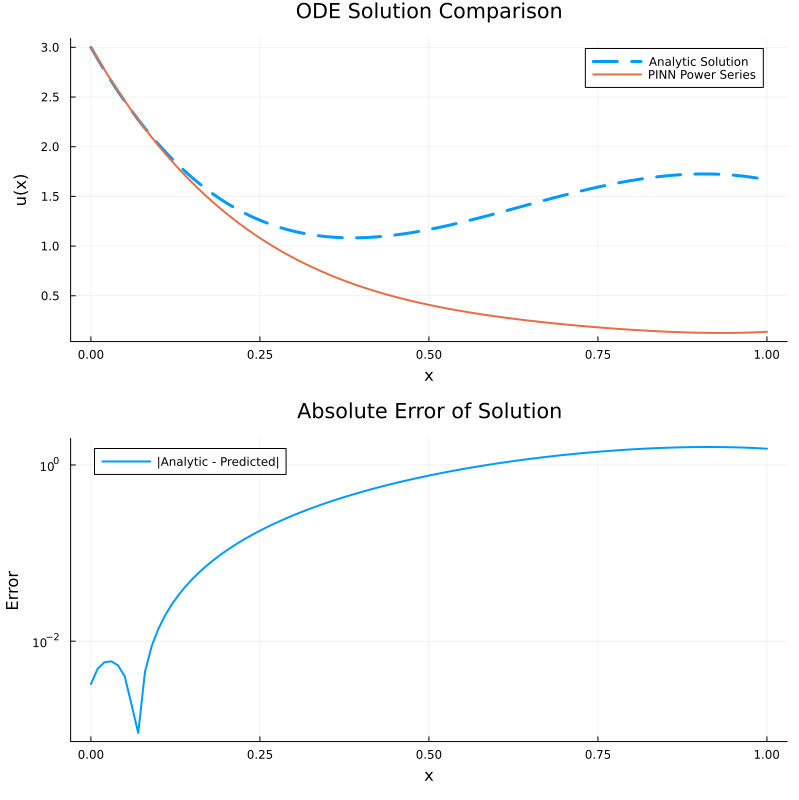 ODE Solution Comparison
3.0
2.5
2.0
1.5
1.0
0.5
u(x)
Analytic Solution
PINN Power Series
0.00 0.25 0.50 0.75 1.00
x
Absolute Error of Solution
10^0
10^−2
Error
|Analytic - Predicted|
0.00 0.25 0.50 0.75 1.00
x